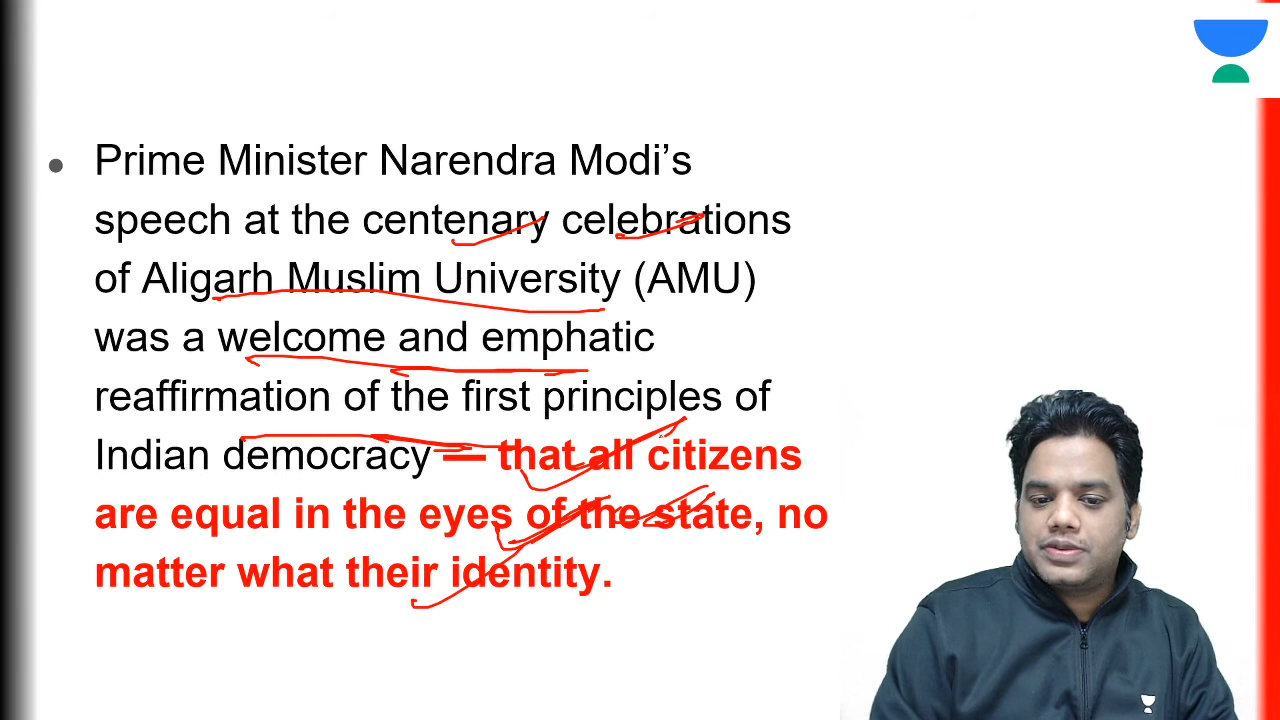 Prime Minister Narendra Modi’s
speech at the centenary celebrations
of Aligarh Muslim University (AMU)
was a welcome and emphatic
reaffirmation of the first principles of
Indian democracy — that all citizens
are equal in the eyes of the state, no
matter what their identity.